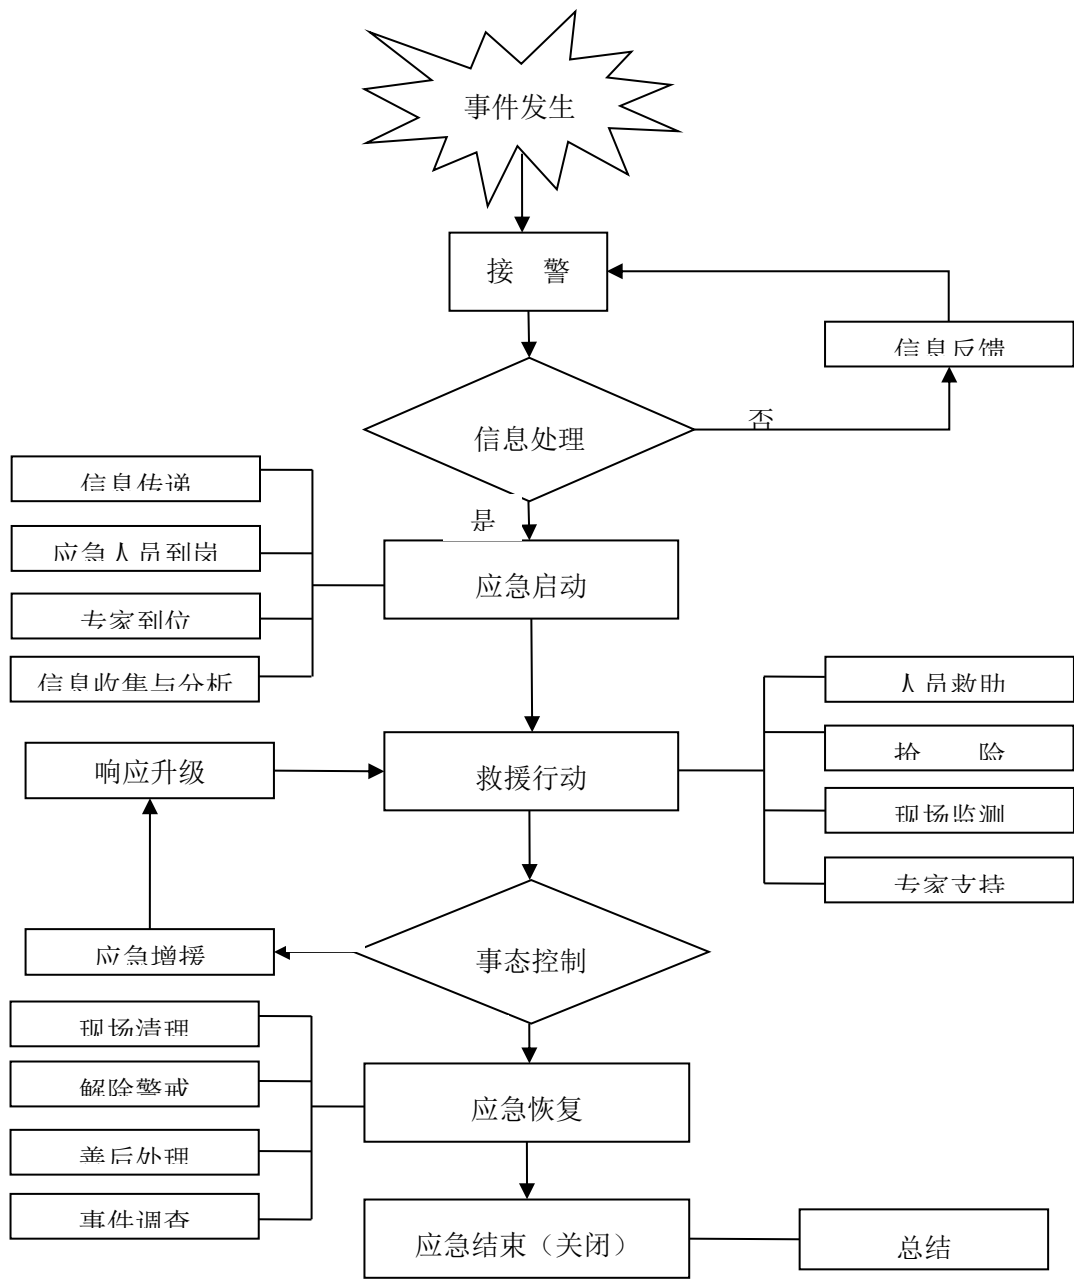 事件发生
接 警
信息反馈
否
信息处理
信息传递
是
应急人员到岗
应急启动
专家到位
信息收集与分析
人员救助
抢 险
响应升级
救援行动
现场监测
专家支持
应急增援
事态控制
现场清理
解除警戒
应急恢复
善后处理
事件调查
应急结束（关闭）
总结